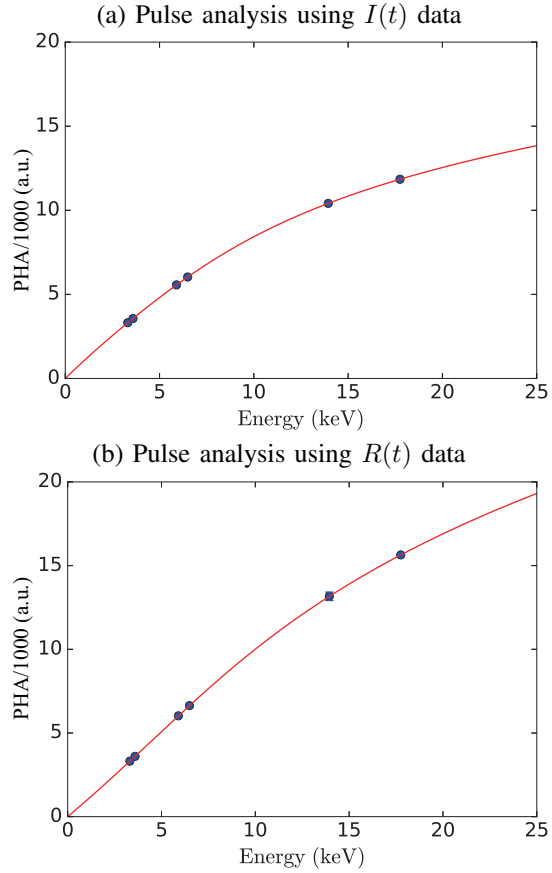 (a) Pulse analysis using I(t) data
20
15
10
5
0
PHA/1000 (a.u.)
0 5 10 15 20 25
Energy (keV)
(b) Pulse analysis using R(t) data
20
15
10
5
0
PHA/1000 (a.u.)
0 5 10 15 20 25
Energy (keV)